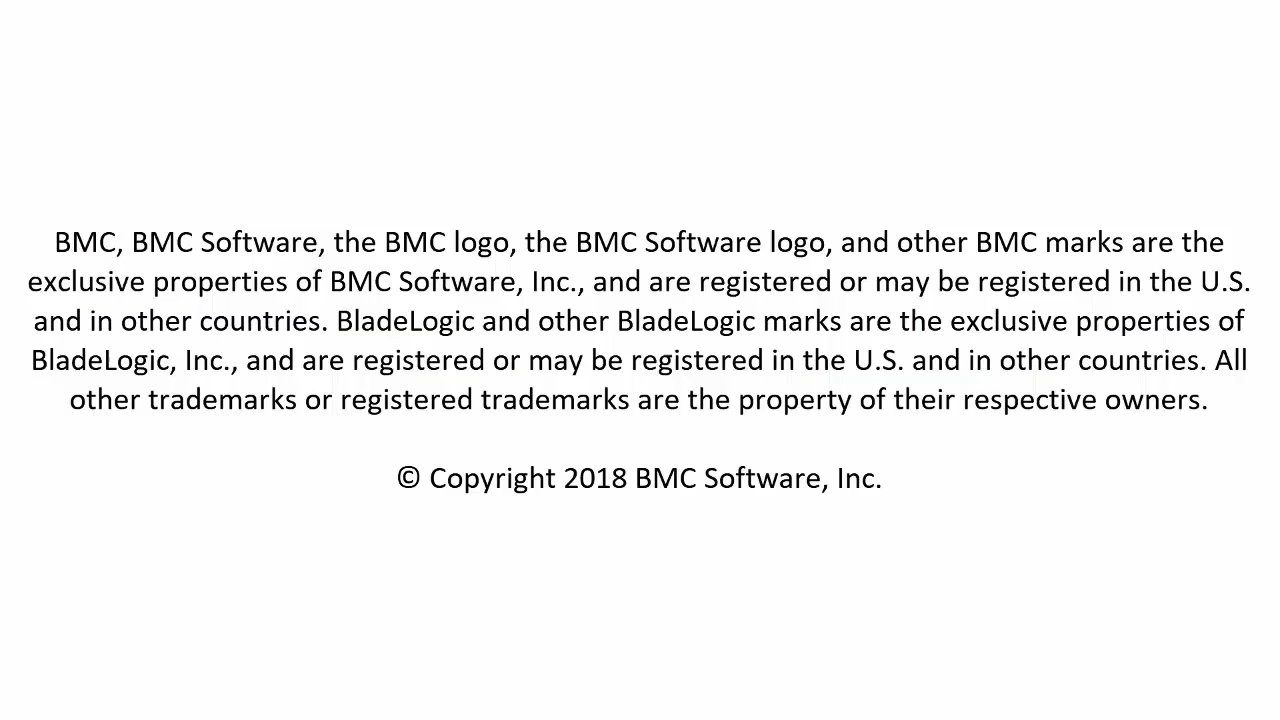 BMC, BMC Software, the BMC logo, the BMC Software logo, and other BMC marks are the
exclusive properties of BMC Software, Inc., and are registered or may be registered in the U.S.
and in other countries. BladeLogic and other BladeLogic marks are the exclusive properties of
BladeLogic, Inc., and are registered or may be registered in the U.S. and in other countries. All
other trademarks or registered trademarks are the property of their respective owners.
© Copyright 2018 BMC Software, Inc.